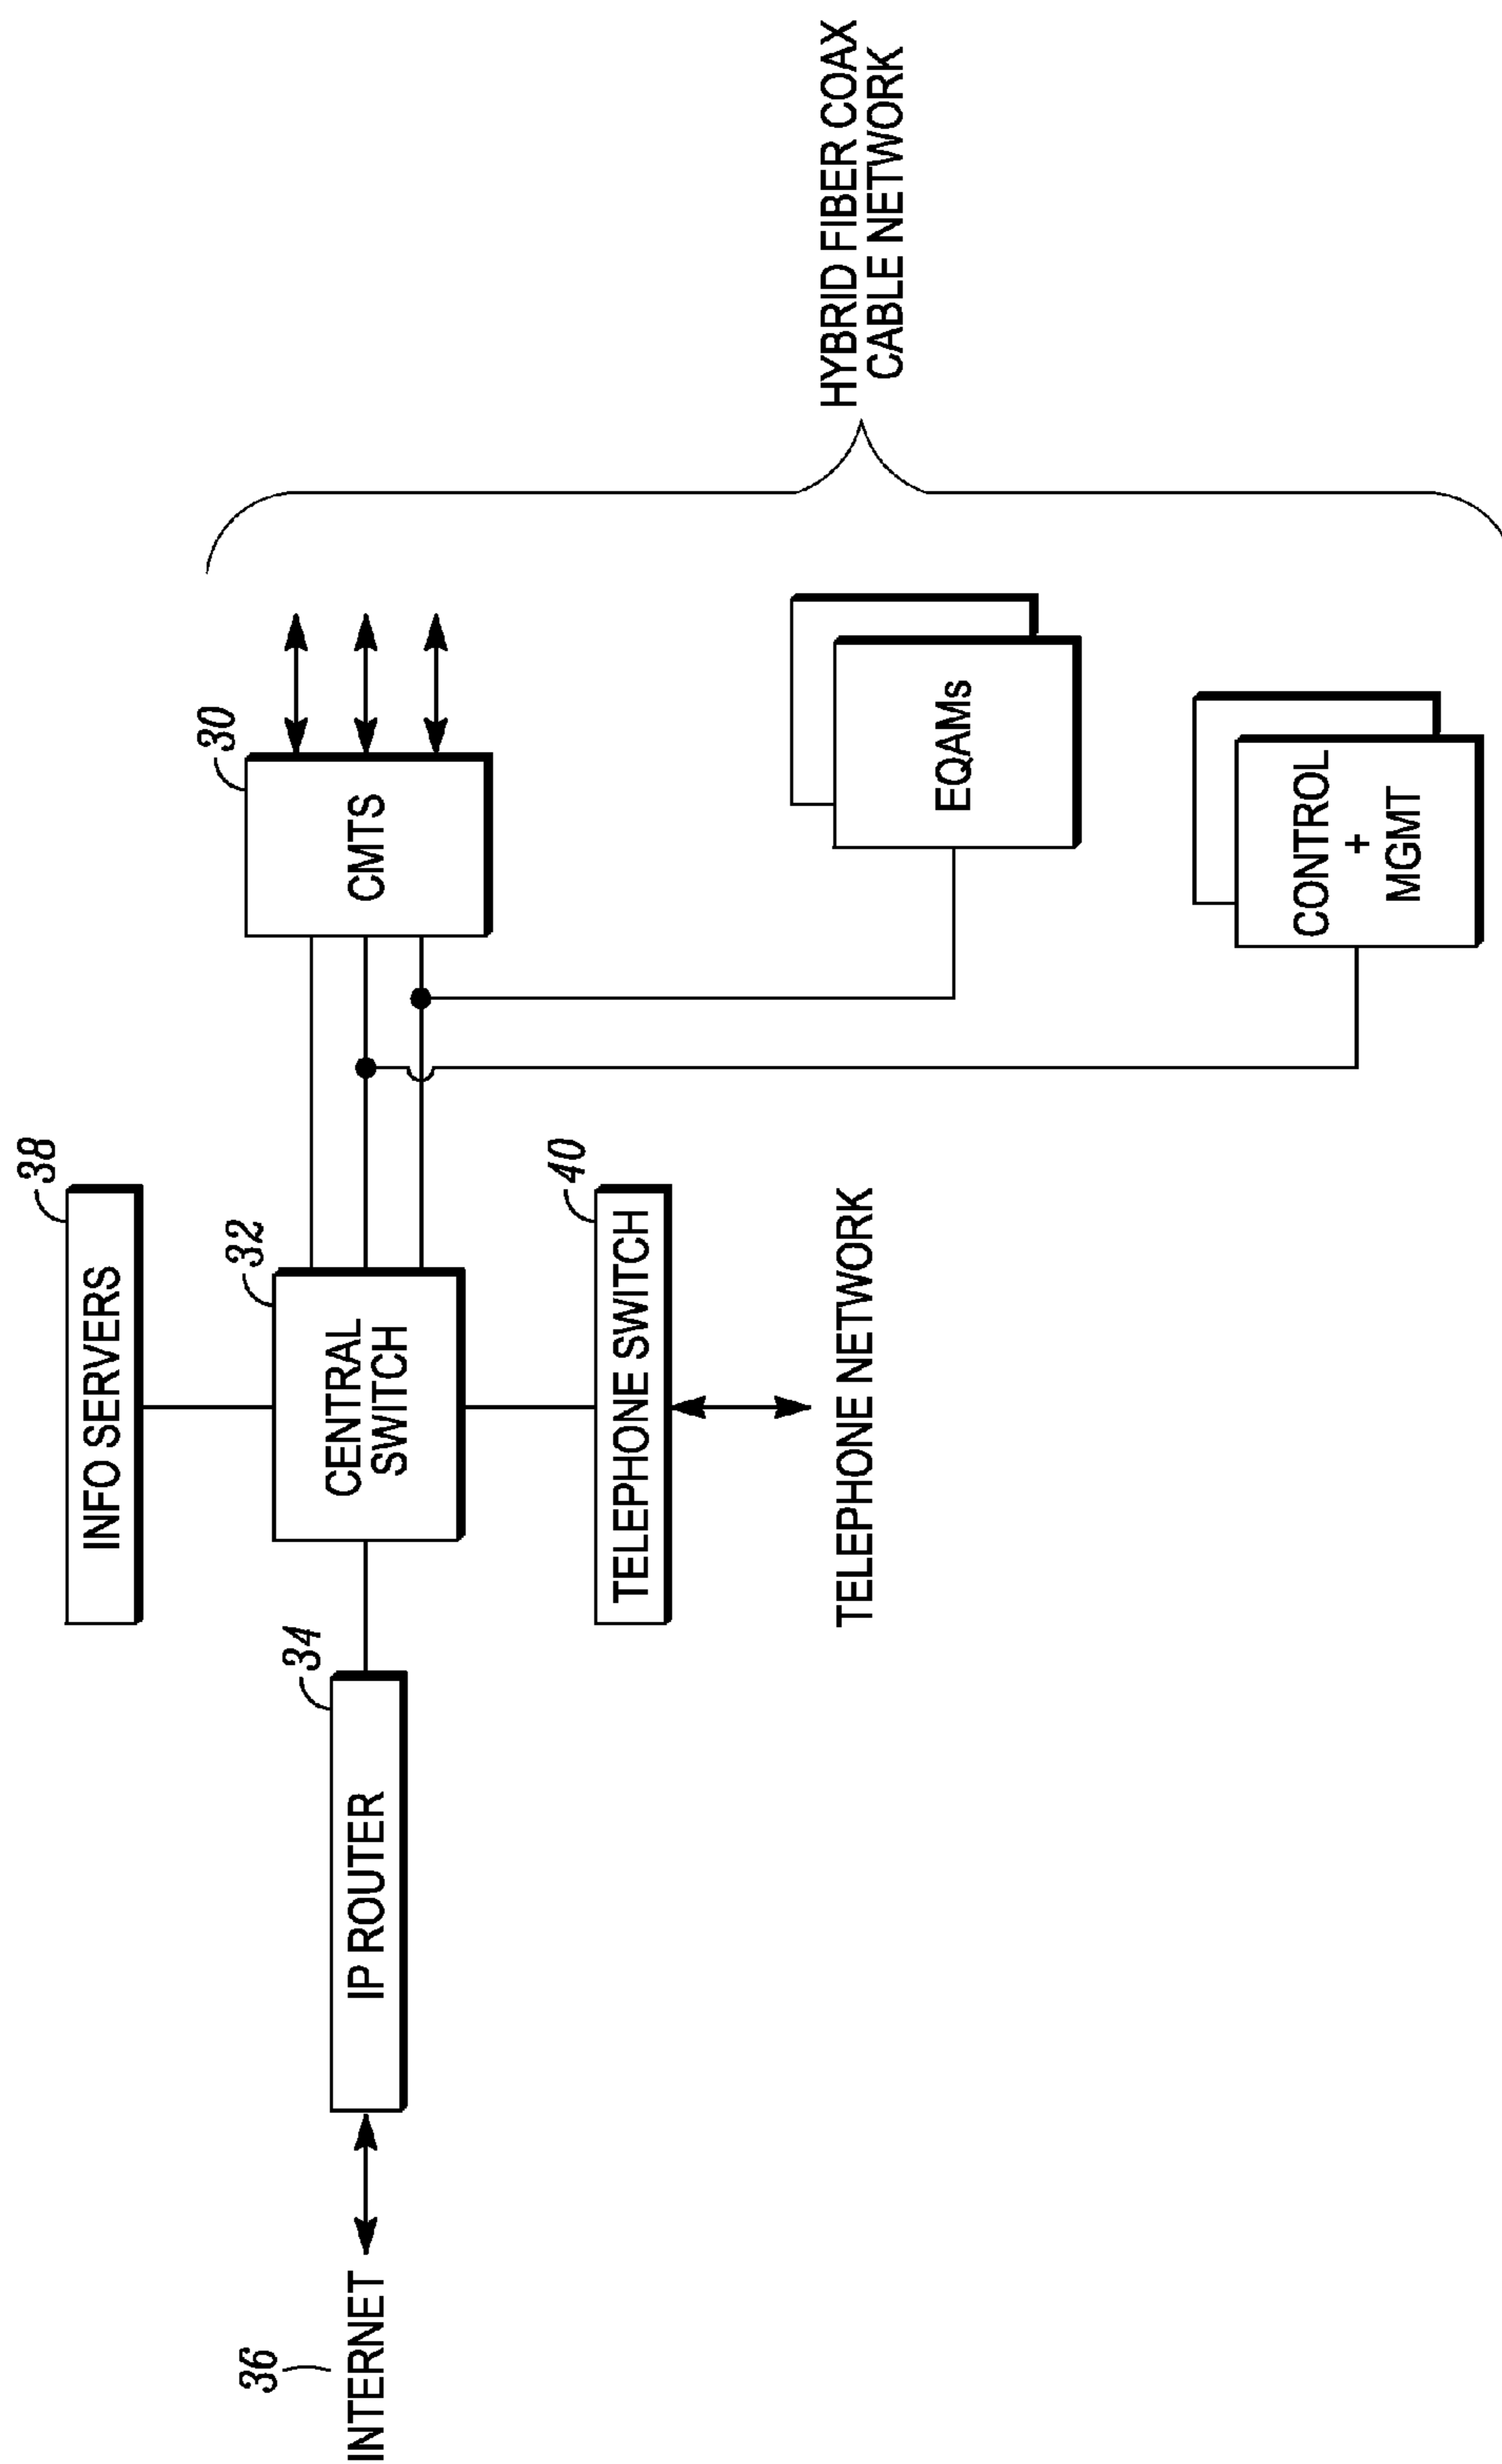 38
INFO SERVERS
36
INTERNET
34
IP ROUTER
32
CENTRAL
SWITCH
30
CMTS
40
TELEPHONE SWITCH
TELEPHONE NETWORK
EQAMs
CONTROL
+
MGMT
HYBRID FIBER COAX
CABLE NETWORK